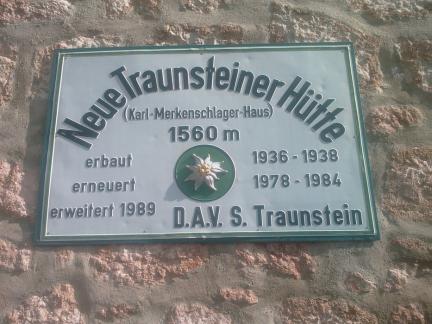 Neue Traunsteiner Hütte
(Karl-Merkenschlager-Haus)
1560 m
erbaut 1936 - 1938
erneuert 1978 - 1984
erweitert 1989 D.A.V. S. Traunstein